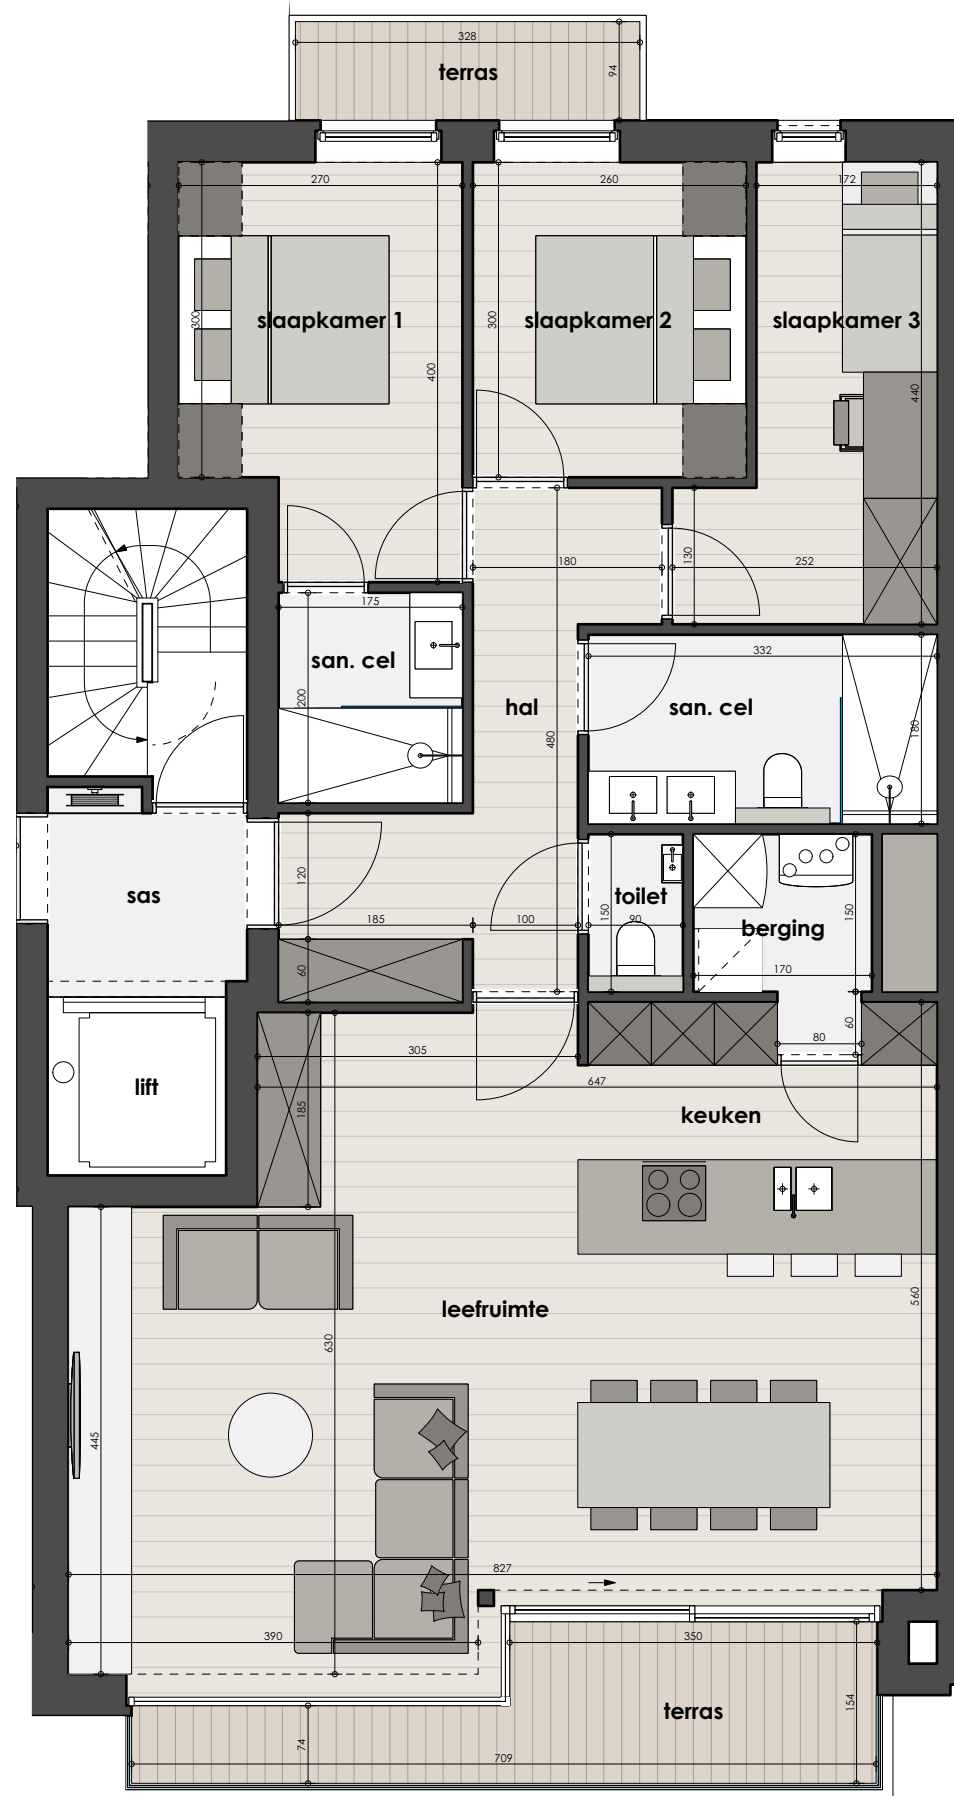 328
terras
94
270
260
172
300
slaapkamer 1
300
slaapkamer 2
slaapkamer 3
400
440
130
180
252
175
san. cel
200
332
hal
san. cel
180
480
120
sas
185
100
toilet
150
90
berging
150
170
60
60
80
305
647
lift
185
keuken
leefruimte
560
630
445
827
390
350
terras
154
74
709